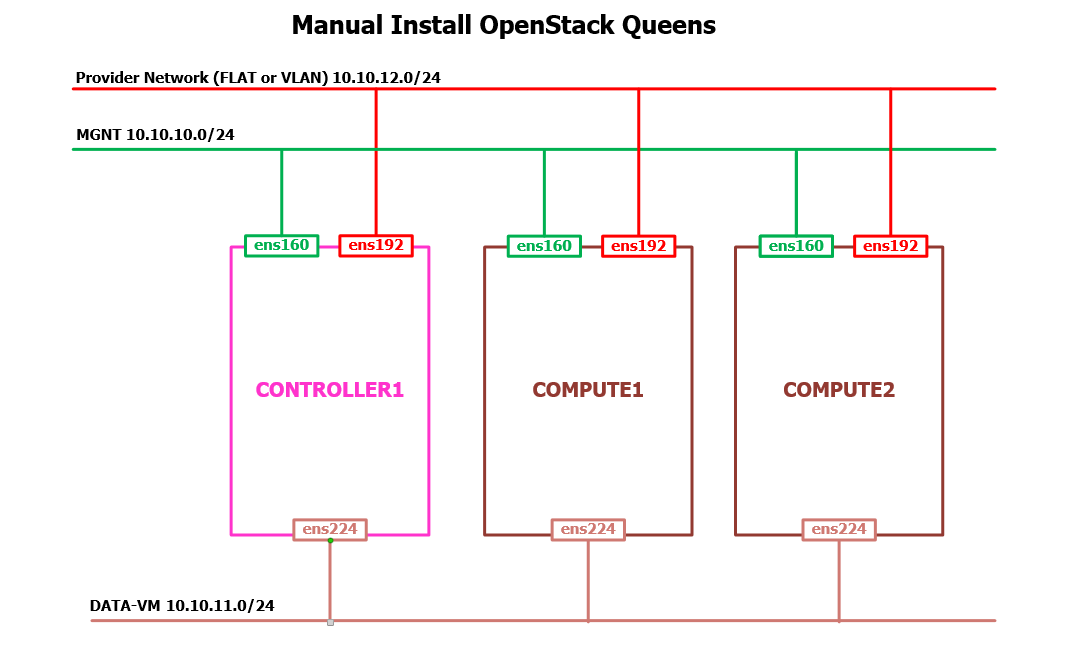 Manual Install OpenStack Queens
Provider Network (FLAT or VLAN) 10.10.12.0/24
MGNT 10.10.10.0/24
ens160
ens192
ens160
ens192
ens160
ens192
CONTROLLER1
COMPUTE1
COMPUTE2
ens224
ens224
ens224
DATA-VM 10.10.11.0/24